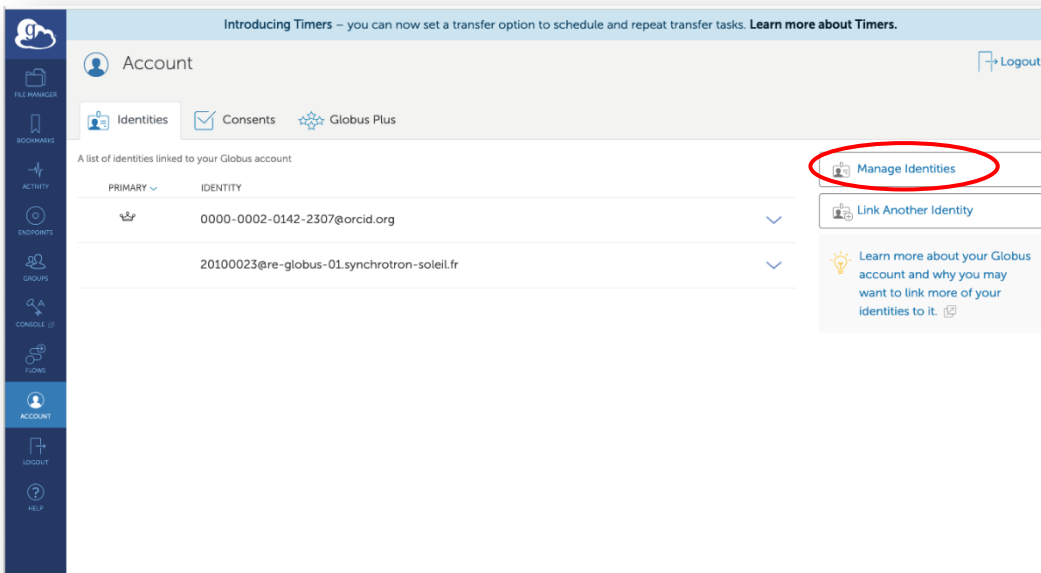 Introducing Timers – you can now set a transfer option to schedule and repeat transfer tasks. Learn more about Timers.
g
Account
Logout
FILE MANAGER
BOOKMARKS
ACTIVITY
ENDPOINTS
GROUPS
CONSOLE
FLOWS
ACCOUNT
LOGOUT
HELP
Identities
Consents
Globus Plus
A list of identities linked to your Globus account
PRIMARY IDENTITY
0000-0002-0142-2307@orcid.org
20100023@re-globus-01.synchrotron-soleil.fr
Manage Identities
Link Another Identity
Learn more about your Globus
account and why you may
want to link more of your
identities to it.